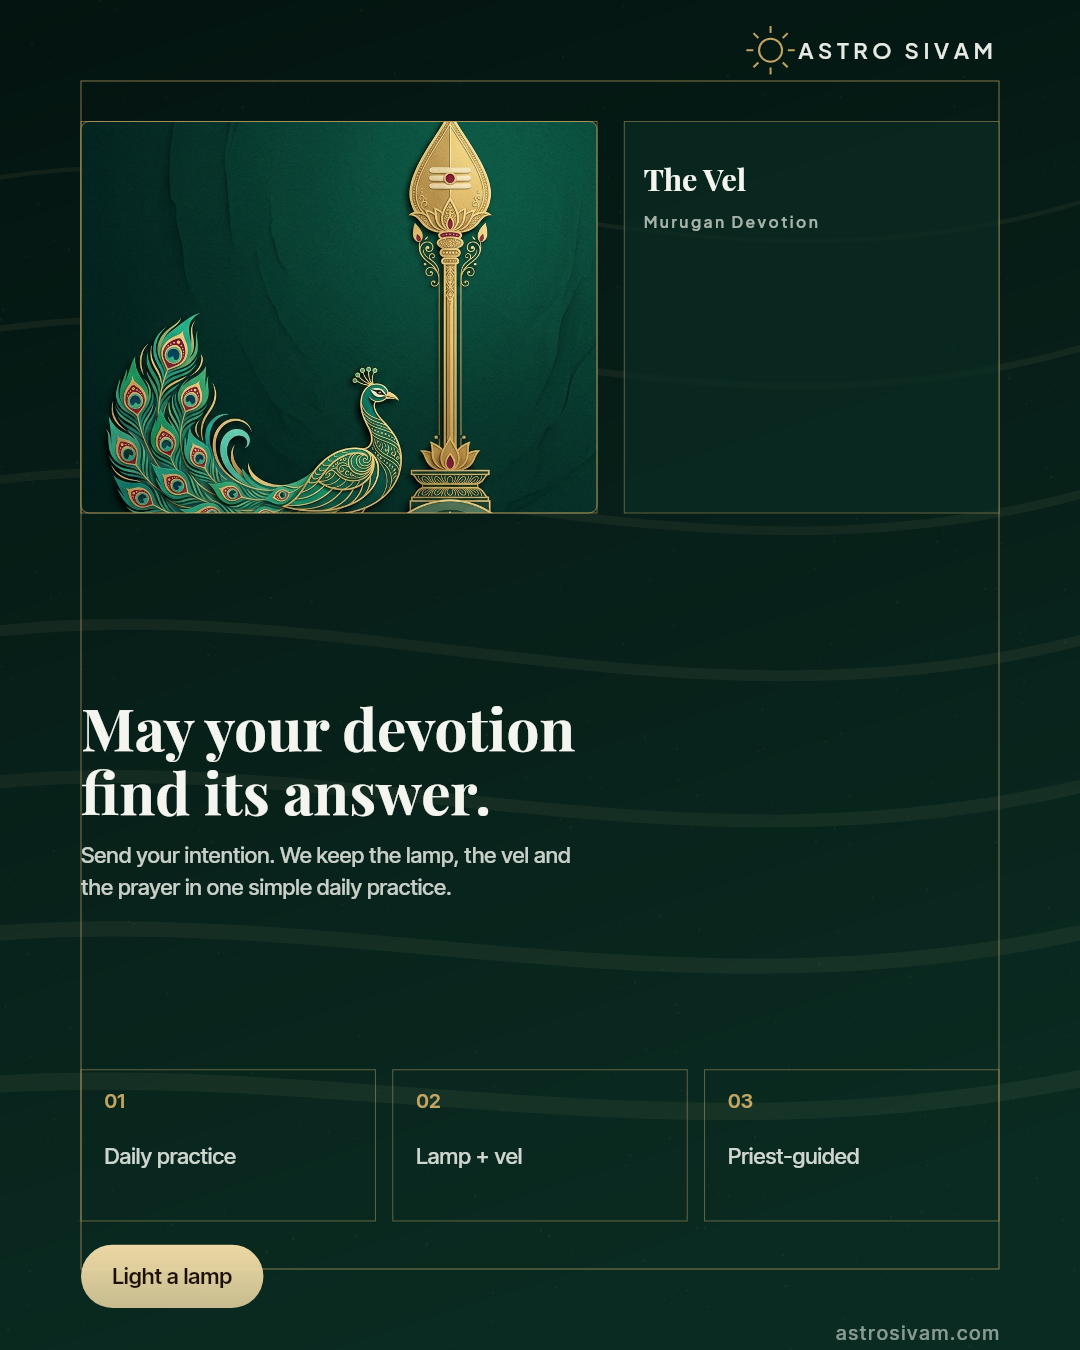 ASTRO SIVAM
The Vel
Murugan Devotion
May your devotion
find its answer.
Send your intention. We keep the lamp, the vel and
the prayer in one simple daily practice.
01
Daily practice
02
Lamp + vel
03
Priest-guided
Light a lamp
astrosivam.com